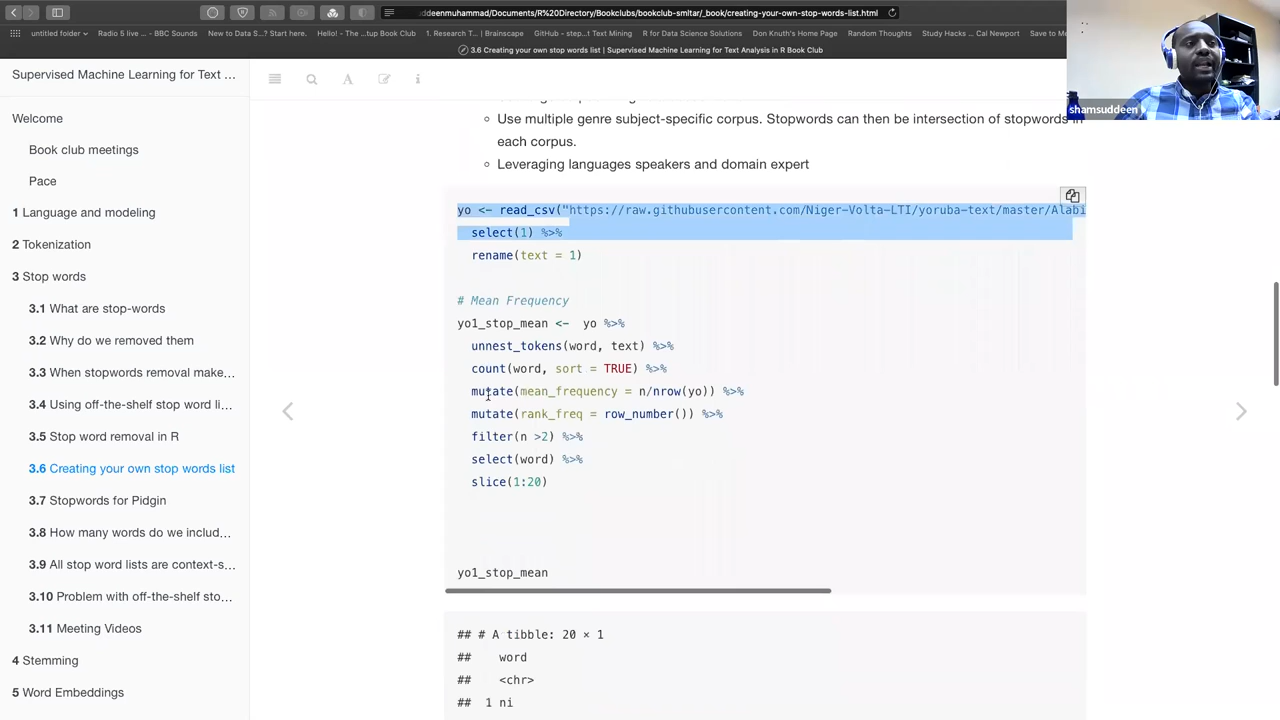 uddeenmuhammad/Documents/R%20Directory/Bookclubs/bookclub-smltar/_book/creating-your-own-stop-words-list.html
untitled folder
Radio 5 live - BBC Sounds
New to Data S...? Start here.
Hello! - The ...tup Book Club
1. Research T... | Brainscape
GitHub - step... Text Mining
R for Data Science Solutions
Don Knuth's Home Page
Random Thoughts
Study Hacks ... Cal Newport
Save to Me
3.6 Creating your own stop words list | Supervised Machine Learning for Text Analysis in R Book Club
shamsuddeen
Supervised Machine Learning for Text ...
Welcome
Book club meetings
Pace
1 Language and modeling
2 Tokenization
3 Stop words
3.1 What are stop-words
3.2 Why do we removed them
3.3 When stopwords removal make...
3.4 Using off-the-shelf stop word li...
3.5 Stop word removal in R
3.6 Creating your own stop words list
3.7 Stopwords for Pidgin
3.8 How many words do we includ...
3.9 All stop word lists are context-s...
3.10 Problem with off-the-shelf sto...
3.11 Meeting Videos
4 Stemming
5 Word Embeddings
Use multiple genre subject-specific corpus. Stopwords can then be intersection of stopwords in
each corpus.
Leveraging languages speakers and domain expert
yo <- read_csv("https://raw.githubusercontent.com/Niger-Volta-LTI/yoruba-text/master/Alabi
select(1) %>%
rename(text = 1)
# Mean Frequency
yo1_stop_mean <- yo %>%
unnest_tokens(word, text) %>%
count(word, sort = TRUE) %>%
mutate(mean_frequency = n/nrow(yo)) %>%
mutate(rank_freq = row_number()) %>%
filter(n >2) %>%
select(word) %>%
slice(1:20)
yo1_stop_mean
## # A tibble: 20 × 1
## word
## <chr>
## 1 ni